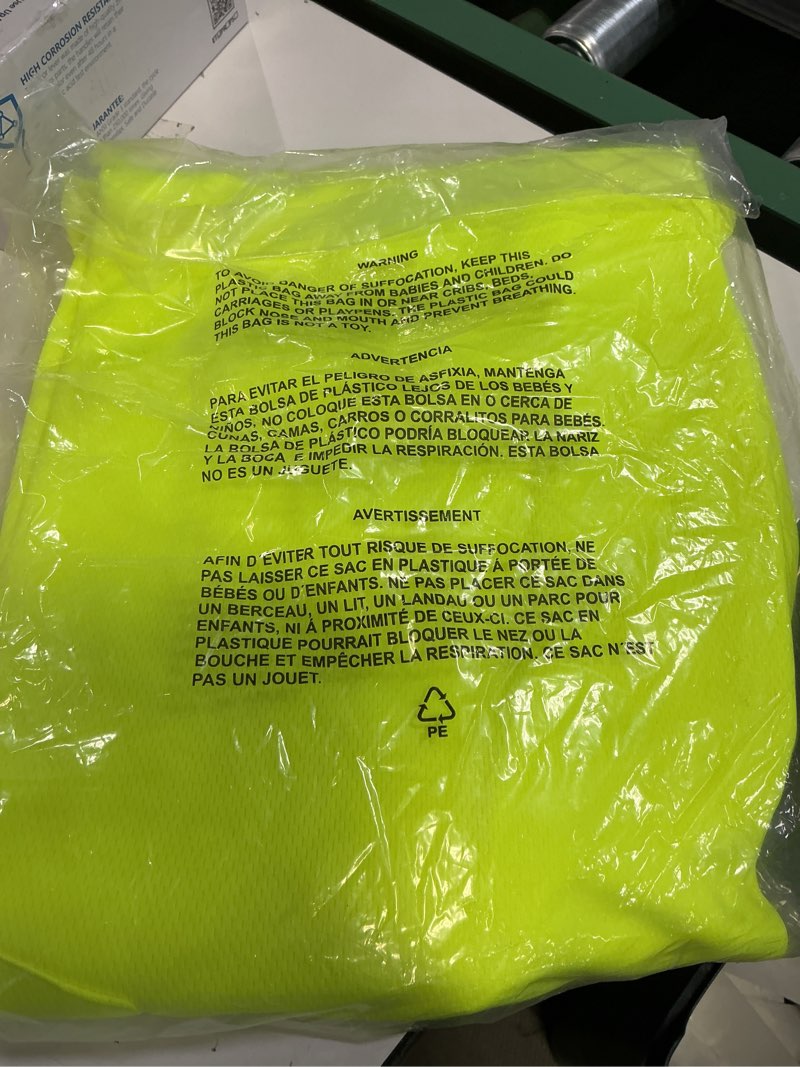 HIGH CORROSION RESISTA
WARNING
TO AVOID DANGER OF SUFFOCATION, KEEP THIS
PLASTIC BAG AWAY FROM BABIES AND CHILDREN. DO
NOT PLACE THIS BAG IN OR NEAR CRIBS, BEDS,
CARRIAGES OR PLAYPENS. THE PLASTIC BAG COULD
BLOCK NOSE AND MOUTH AND PREVENT BREATHING.
THIS BAG IS NOT A TOY.
ADVERTENCIA
PARA EVITAR EL PELIGRO DE ASFIXIA, MANTENGA
ESTA BOLSA DE PLÁSTICO LEJOS DE LOS BEBÉS Y
NIÑOS, NO COLOQUE ESTA BOLSA EN O CERCA DE
CUNAS, CAMAS, CARROS O CORRALITOS PARA BEBÉS.
LA BOLSA DE PLÁSTICO PODRÍA BLOQUEAR LA NARIZ
Y LA BOCA E IMPEDIR LA RESPIRACIÓN. ESTA BOLSA
NO ES UN JUGUETE.
AVERTISSEMENT
AFIN D´EVITER TOUT RISQUE DE SUFFOCATION, NE
PAS LAISSER CE SAC EN PLASTIQUE Á PORTÉE DE
BÉBÉS OU D´ENFANTS. NE PAS PLACER CE SAC DANS
UN BERCEAU, UN LIT, UN LANDAU OU UN PARC POUR
ENFANTS, NI Á PROXIMITÉ DE CEUX-CI. CE SAC EN
PLASTIQUE POURRAIT BLOQUER LE NEZ OU LA
BOUCHE ET EMPÊCHER LA RESPIRATION. CE SAC N´EST
PAS UN JOUET.
PE